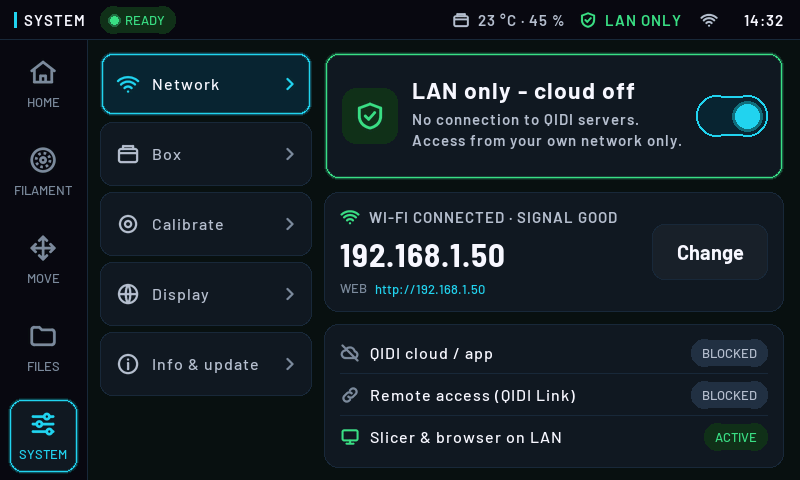 SYSTEM
READY
23 °C · 45 %
LAN ONLY
14:32
HOME
FILAMENT
MOVE
FILES
SYSTEM
Network
Box
Calibrate
Display
Info & update
LAN only - cloud off
No connection to QIDI servers.
Access from your own network only.
WI-FI CONNECTED · SIGNAL GOOD
192.168.1.50
WEB http://192.168.1.50
Change
QIDI cloud / app
BLOCKED
Remote access (QIDI Link)
BLOCKED
Slicer & browser on LAN
ACTIVE